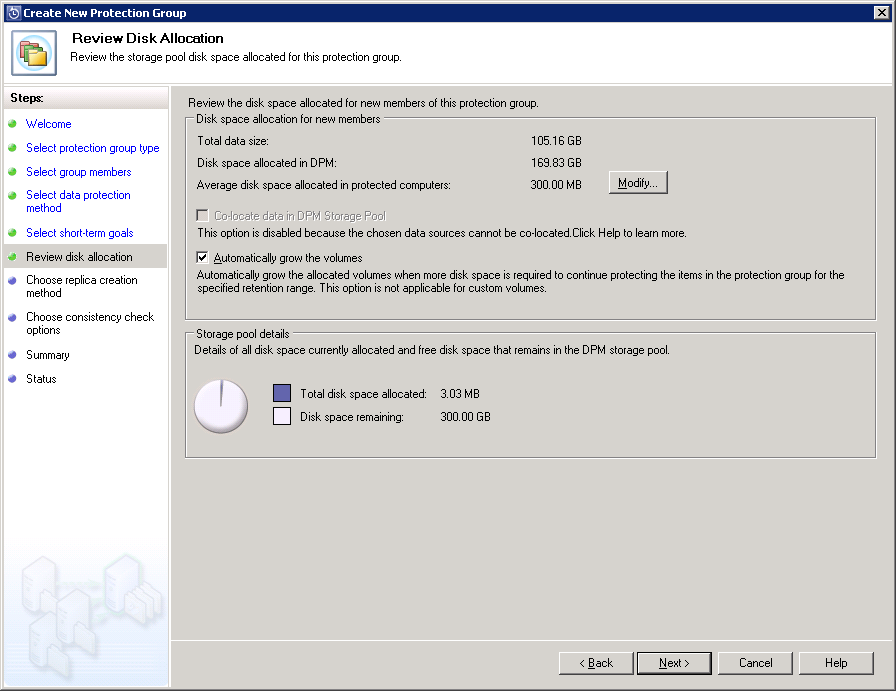 Create New Protection Group
Review Disk Allocation
Review the storage pool disk space allocated for this protection group.
Steps:
Welcome
Select protection group type
Select group members
Select data protection
method
Select short-term goals
Review disk allocation
Choose replica creation
method
Choose consistency check
options
Summary
Status
Review the disk space allocated for new members of this protection group.
Disk space allocation for new members
Total data size: 105.16 GB
Disk space allocated in DPM: 169.83 GB
Average disk space allocated in protected computers: 300.00 MB Modify...
Co-locate data in DPM Storage Pool
This option is disabled because the chosen data sources cannot be co-located.Click Help to learn more.
Automatically grow the volumes
Automatically grow the allocated volumes when more disk space is required to continue protecting the items in the protection group for the
specified retention range. This option is not applicable for custom volumes.
Storage pool details
Details of all disk space currently allocated and free disk space that remains in the DPM storage pool.
Total disk space allocated: 3.03 MB
Disk space remaining: 300.00 GB
< Back Next > Cancel Help